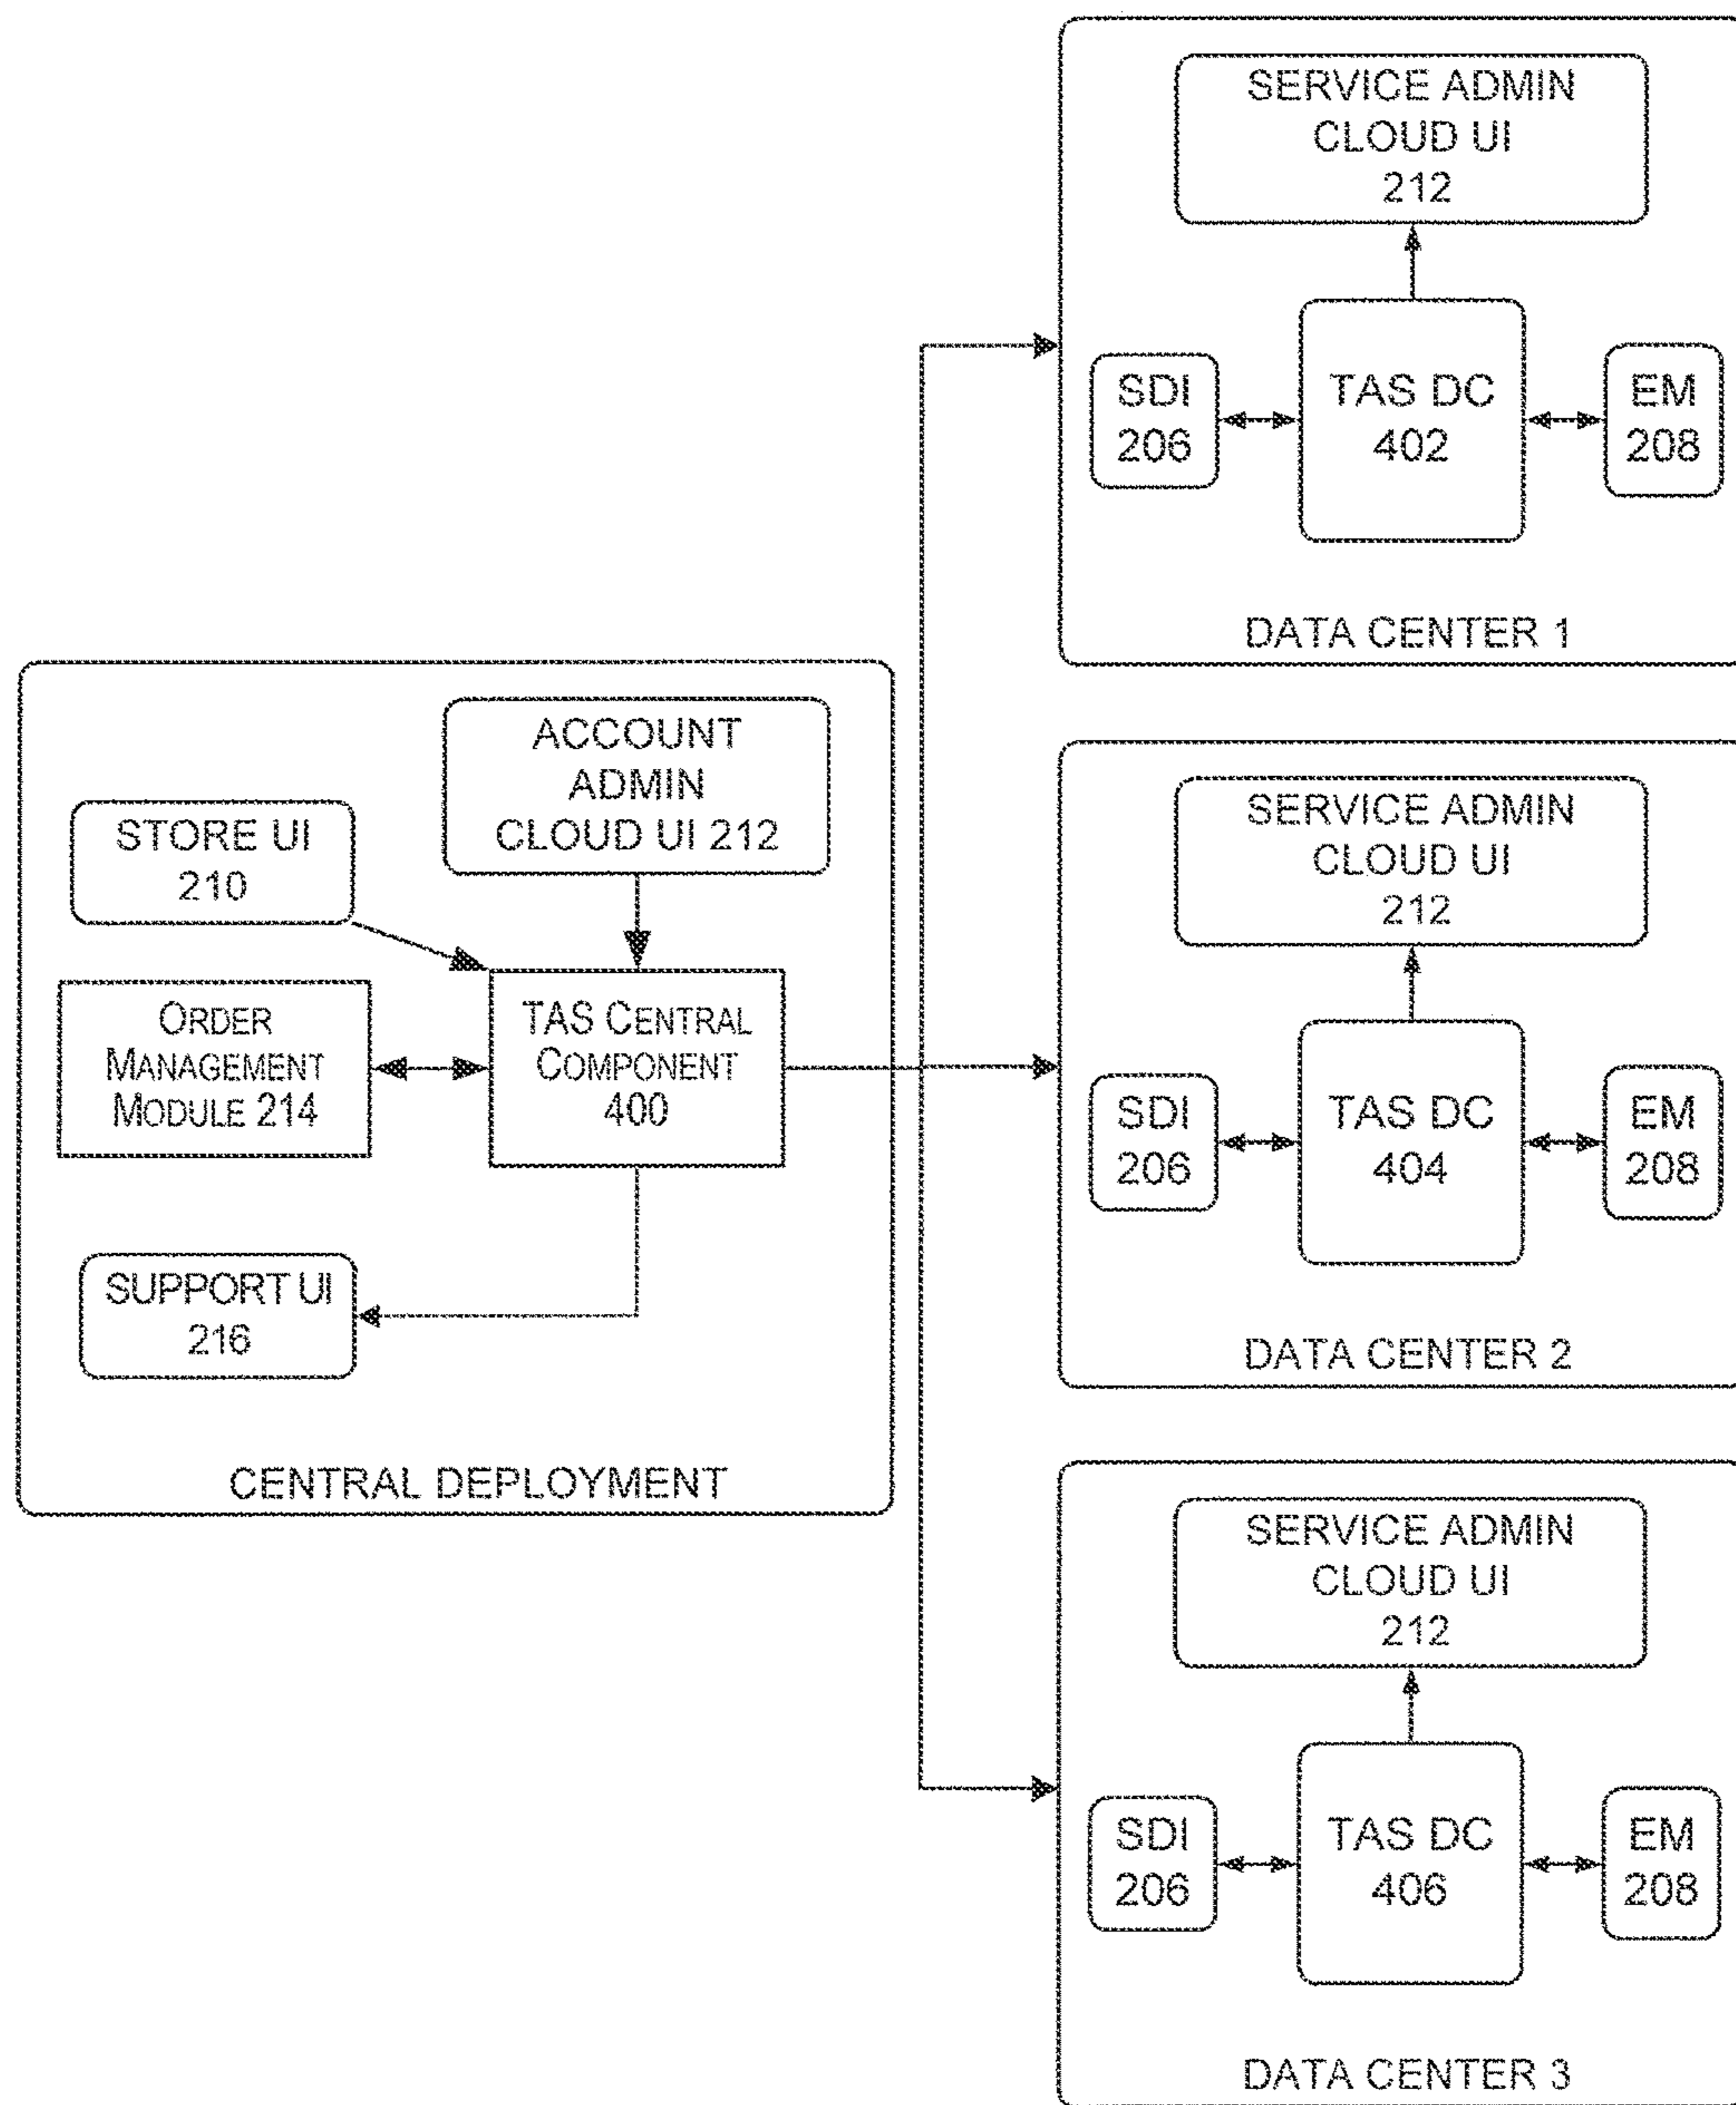 SERVICE ADMIN
CLOUD UI
212
SDI
206
TAS DC
402
EM
208
DATA CENTER 1
ACCOUNT
ADMIN
CLOUD UI 212
STORE UI
210
ORDER
MANAGEMENT
MODULE 214
TAS CENTRAL
COMPONENT
400
SUPPORT UI
216
CENTRAL DEPLOYMENT
SERVICE ADMIN
CLOUD UI
212
SDI
206
TAS DC
404
EM
208
DATA CENTER 2
SERVICE ADMIN
CLOUD UI
212
SDI
206
TAS DC
406
EM
208
DATA CENTER 3